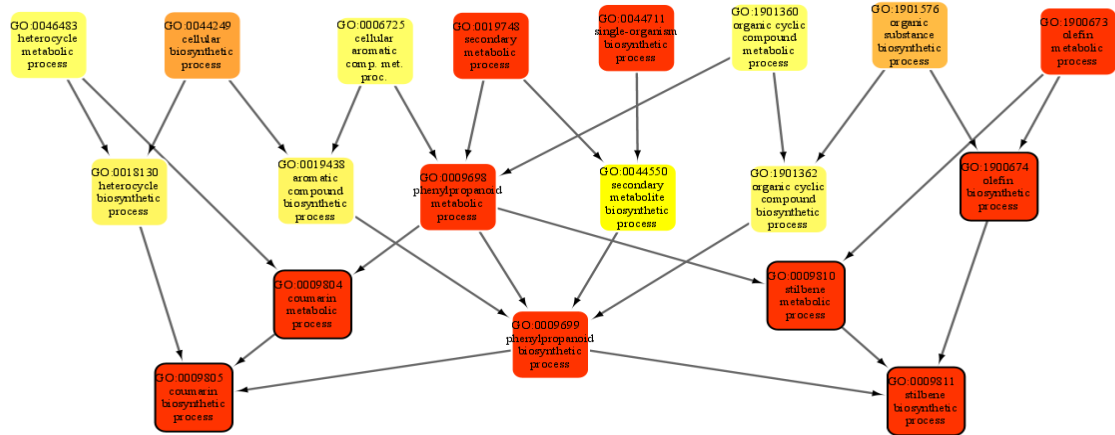 GO:0046483
heterocycle
metabolic
process
GO:0044249
cellular
biosynthetic
process
GO:0006725
cellular
aromatic
comp. met.
proc.
GO:0019748
secondary
metabolic
process
GO:0044711
single-organism
biosynthetic
process
GO:1901360
organic cyclic
compound
metabolic
process
GO:1901576
organic
substance
biosynthetic
process
GO:1900673
olefin
metabolic
process
GO:0018130
heterocycle
biosynthetic
process
GO:0019438
aromatic
compound
biosynthetic
process
GO:0009698
phenylpropanoid
metabolic
process
GO:0044550
secondary
metabolite
biosynthetic
process
GO:1901362
organic cyclic
compound
biosynthetic
process
GO:1900674
olefin
biosynthetic
process
GO:0009804
coumarin
metabolic
process
GO:0009810
stilbene
metabolic
process
GO:0009699
phenylpropanoid
biosynthetic
process
GO:0009805
coumarin
biosynthetic
process
GO:0009811
stilbene
biosynthetic
process